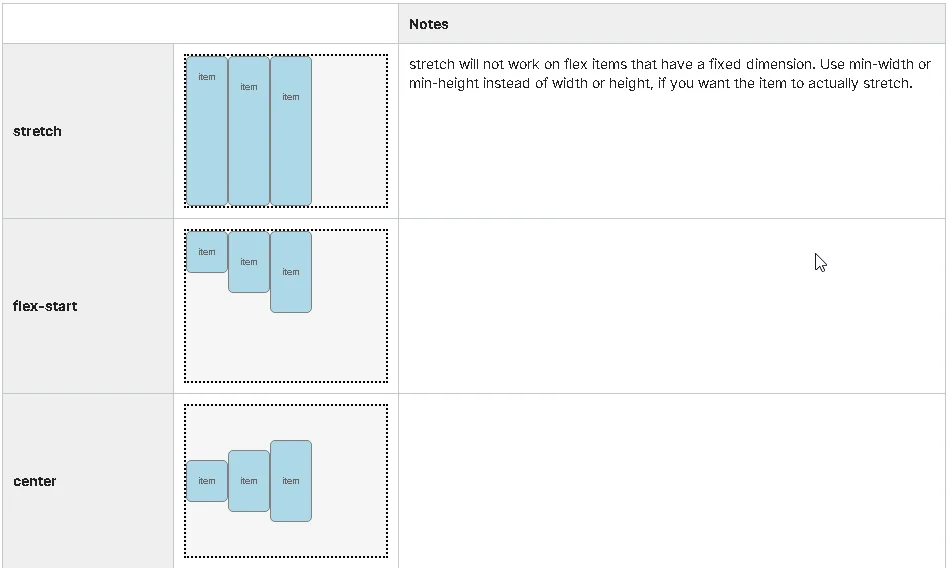 Notes
stretch
item
item
item
stretch will not work on flex items that have a fixed dimension. Use min-width or
min-height instead of width or height, if you want the item to actually stretch.
flex-start
item
item
item
center
item
item
item